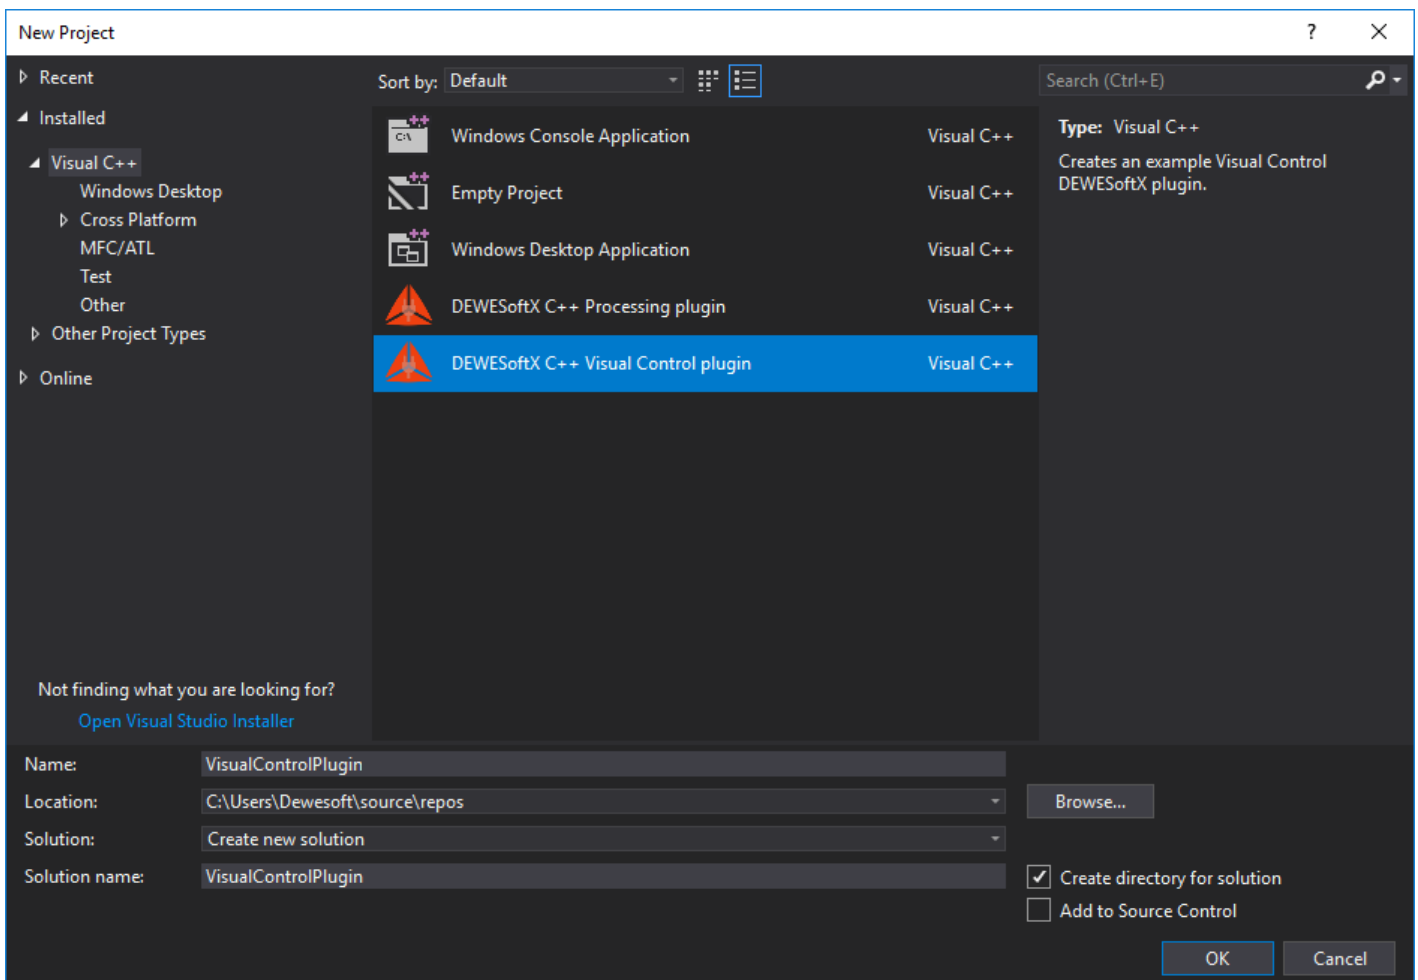 New Project
?
Recent
Installed
Visual C++
Windows Desktop
Cross Platform
MFC/ATL
Test
Other
Other Project Types
Online
Not finding what you are looking for?
Open Visual Studio Installer
Sort by: Default
C:\
Windows Console Application Visual C++
Empty Project Visual C++
Windows Desktop Application Visual C++
DEWESoftX C++ Processing plugin Visual C++
DEWESoftX C++ Visual Control plugin Visual C++
Search (Ctrl+E)
Type: Visual C++
Creates an example Visual Control
DEWESoftX plugin.
Name: VisualControlPlugin
Location: C:\Users\Dewesoft\source\repos
Browse...
Solution: Create new solution
Solution name: VisualControlPlugin
Create directory for solution
Add to Source Control
OK Cancel